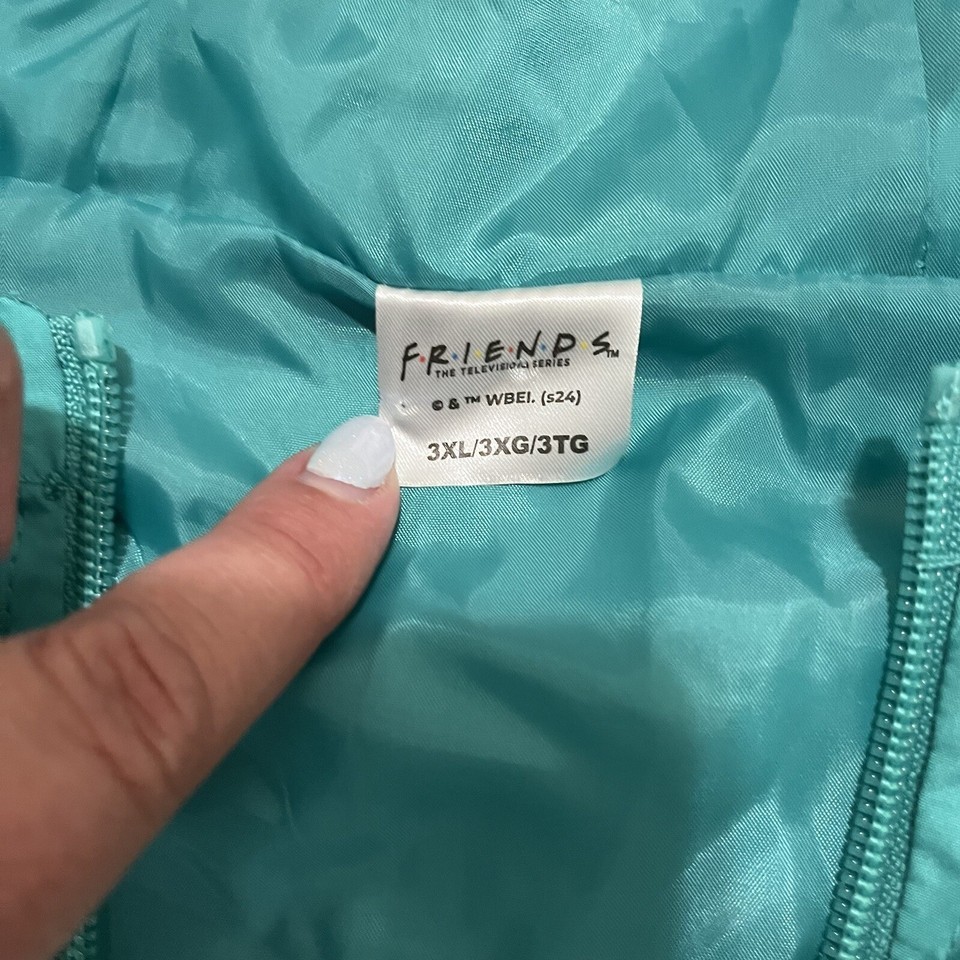 F·R·I·E·N·D·S™
THE TELEVISION SERIES
© & ™ WBEI. (s24)
3XL/3XG/3TG